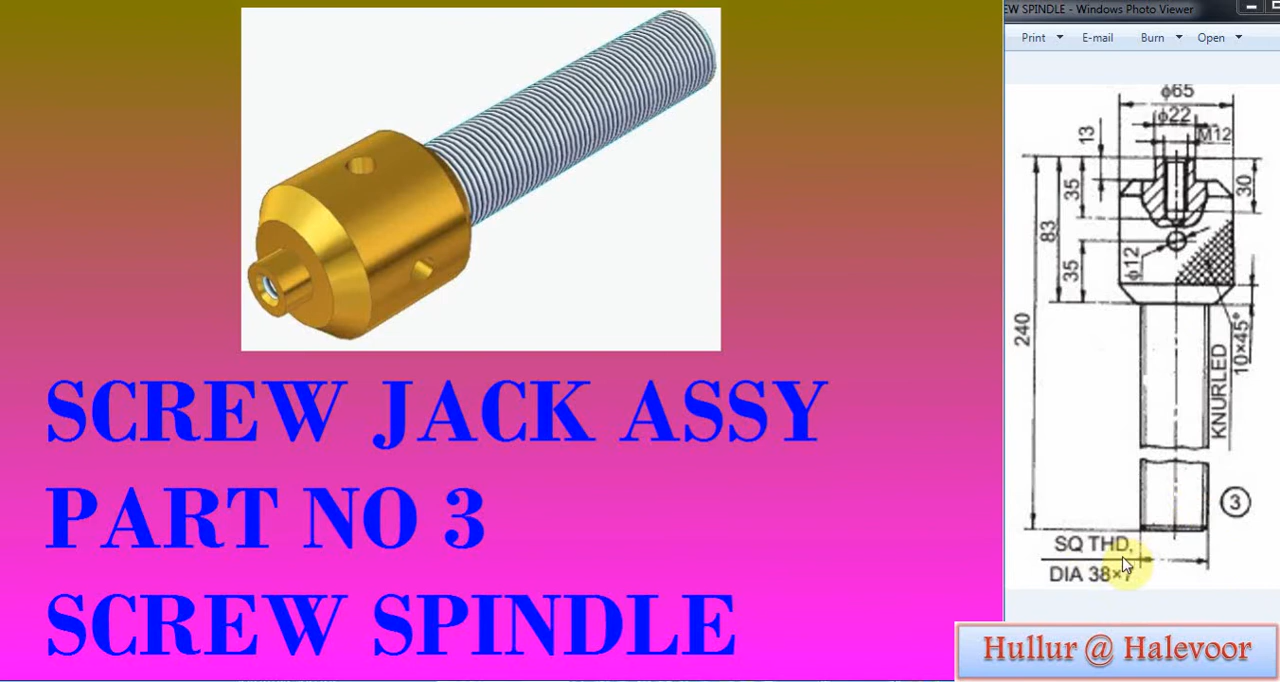 SCREW JACK ASSY
PART NO 3
SCREW SPINDLE
EW SPINDLE - Windows Photo Viewer
Print E-mail Burn Open
ϕ65
ϕ22
M12
13
35
30
83
ϕ12
35
240
10×45°
KNURLED
3
SQ THD,
DIA 38×7
Hullur @ Halevoor